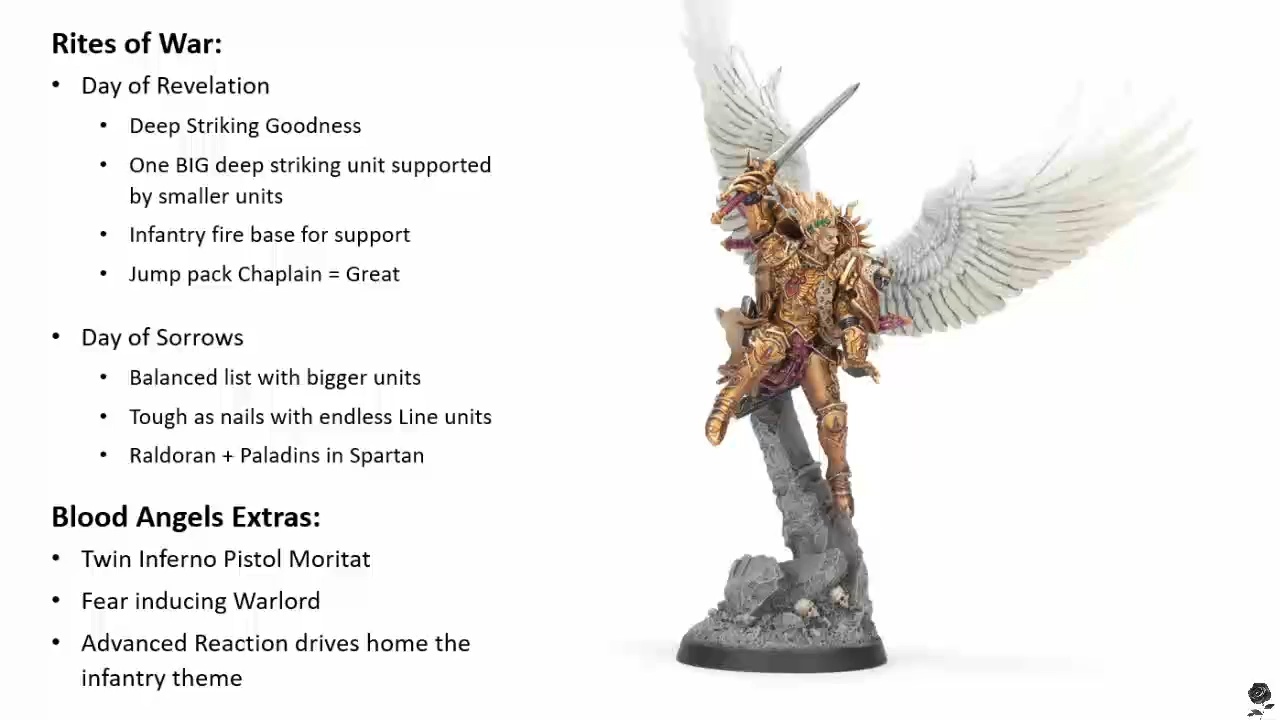 Rites of War:
• Day of Revelation
• Deep Striking Goodness
• One BIG deep striking unit supported
by smaller units
• Infantry fire base for support
• Jump pack Chaplain = Great
• Day of Sorrows
• Balanced list with bigger units
• Tough as nails with endless Line units
• Raldoran + Paladins in Spartan
Blood Angels Extras:
• Twin Inferno Pistol Moritat
• Fear inducing Warlord
• Advanced Reaction drives home the
infantry theme